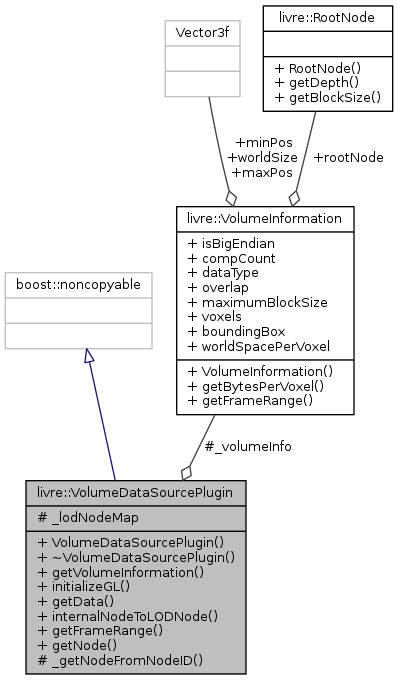 livre::RootNode
+ RootNode()
+ getDepth()
+ getBlockSize()
Vector3f
+minPos
+worldSize
+maxPos
+rootNode
livre::VolumeInformation
+ isBigEndian
+ compCount
+ dataType
+ overlap
+ maximumBlockSize
+ voxels
+ boundingBox
+ worldSpacePerVoxel
+ VolumeInformation()
+ getBytesPerVoxel()
+ getFrameRange()
boost::noncopyable
#_volumeInfo
livre::VolumeDataSourcePlugin
# _lodNodeMap
+ VolumeDataSourcePlugin()
+ ~VolumeDataSourcePlugin()
+ getVolumeInformation()
+ initializeGL()
+ getData()
+ internalNodeToLODNode()
+ getFrameRange()
+ getNode()
# _getNodeFromNodeID()